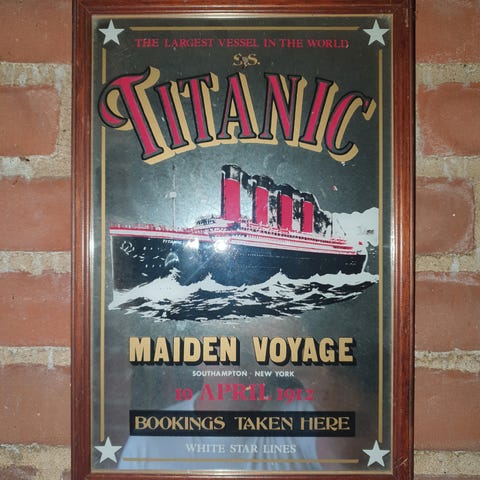 THE LARGEST VESSEL IN THE WORLD
S.S.
TITANIC
MAIDEN VOYAGE
SOUTHAMPTON · NEW YORK
10 APRIL 1912
BOOKINGS TAKEN HERE
WHITE STAR LINES